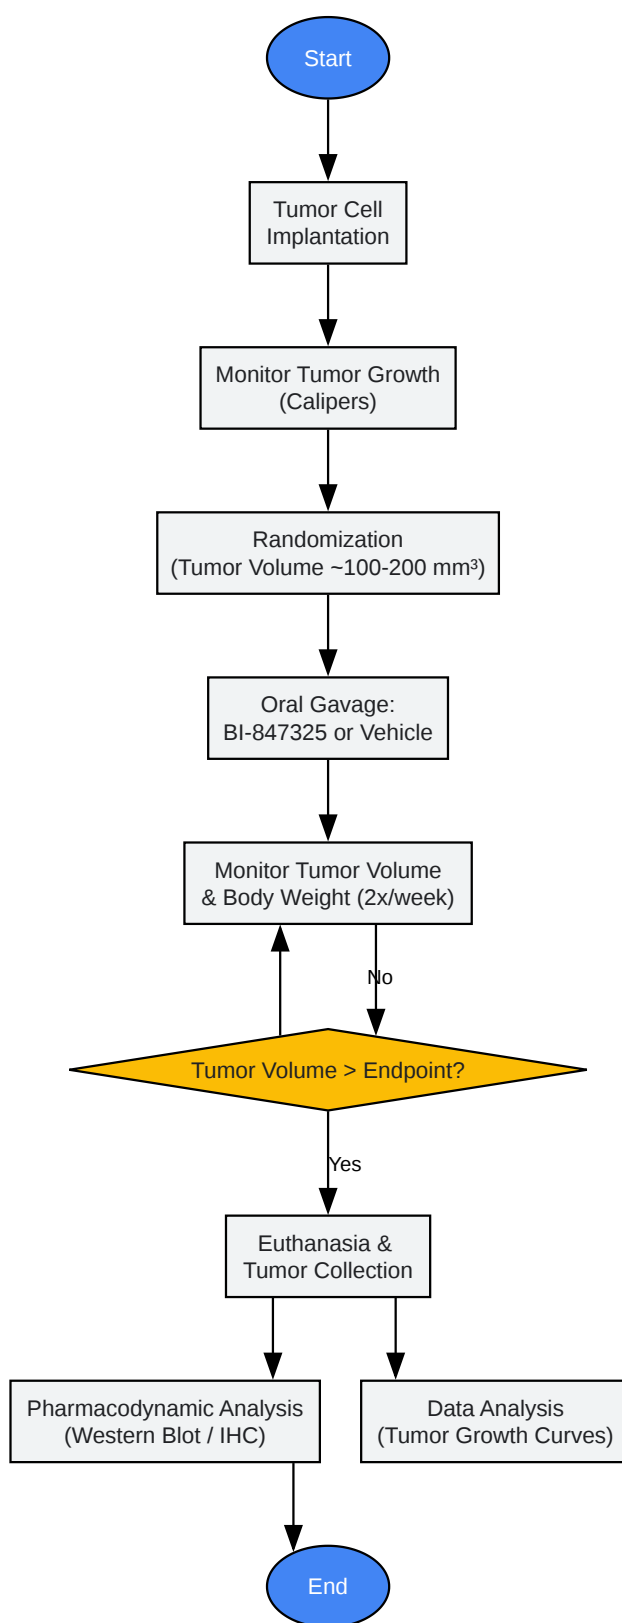 Start
Tumor Cell
Implantation
Monitor Tumor Growth
(Calipers)
Randomization
(Tumor Volume ~100-200 mm³)
Oral Gavage:
BI-847325 or Vehicle
Monitor Tumor Volume
& Body Weight (2x/week)
No
Tumor Volume > Endpoint?
Yes
Euthanasia &
Tumor Collection
Pharmacodynamic Analysis
(Western Blot / IHC)
Data Analysis
(Tumor Growth Curves)
End